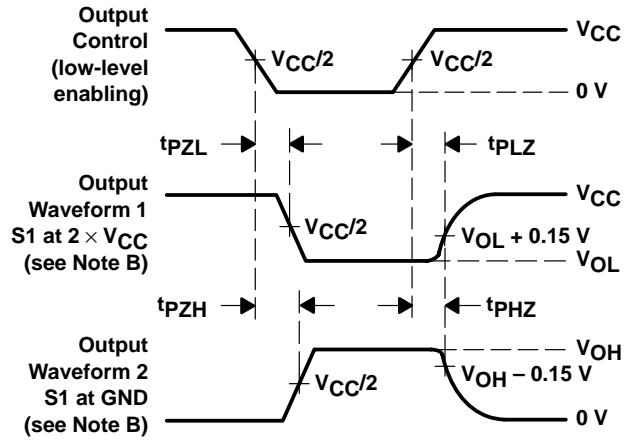 Output
Control
(low-level
enabling)
VCC/2
VCC/2
VCC
0 V
tPZL
tPLZ
Output
Waveform 1
S1 at 2 × VCC
(see Note B)
VCC/2
VCC
VOL + 0.15 V
VOL
tPZH
tPHZ
Output
Waveform 2
S1 at GND
(see Note B)
VCC/2
VOH
VOH – 0.15 V
0 V